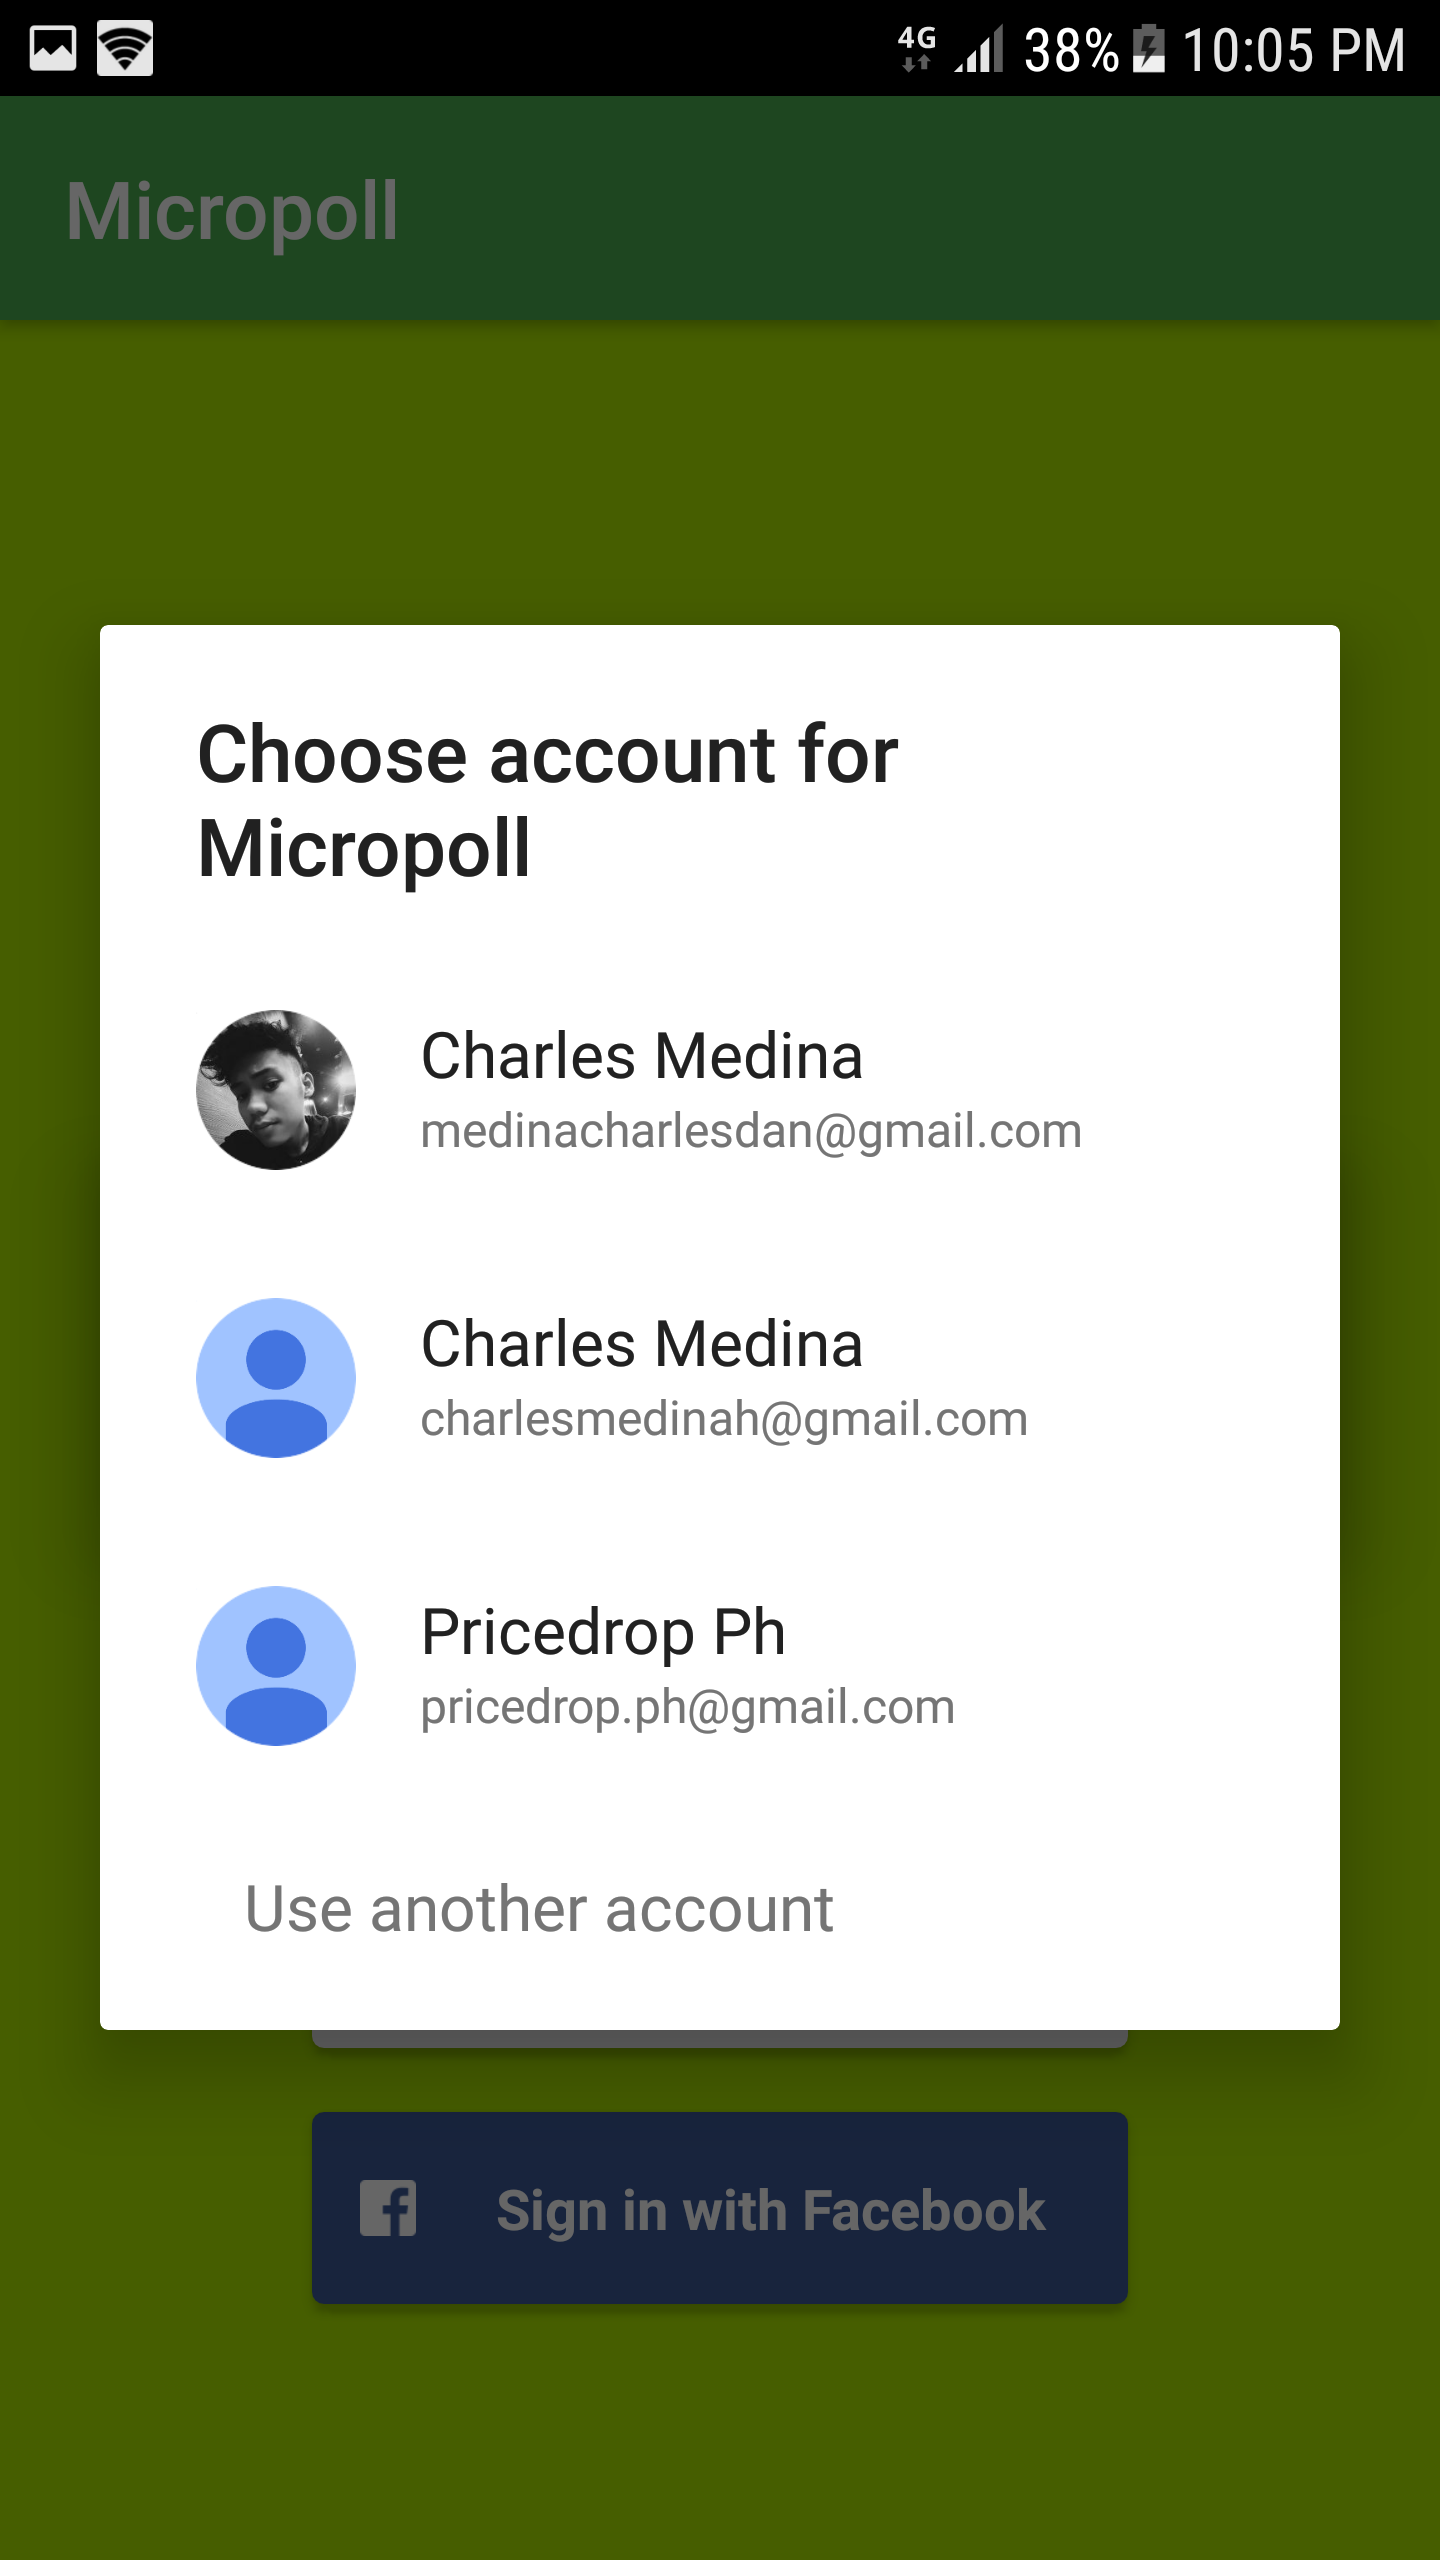 4G 38% 10:05 PM
Micropoll
Choose account for
Micropoll
Charles Medina
medinacharlesdan@gmail.com
Charles Medina
charlesmedinah@gmail.com
Pricedrop Ph
pricedrop.ph@gmail.com
Use another account
Sign in with Facebook